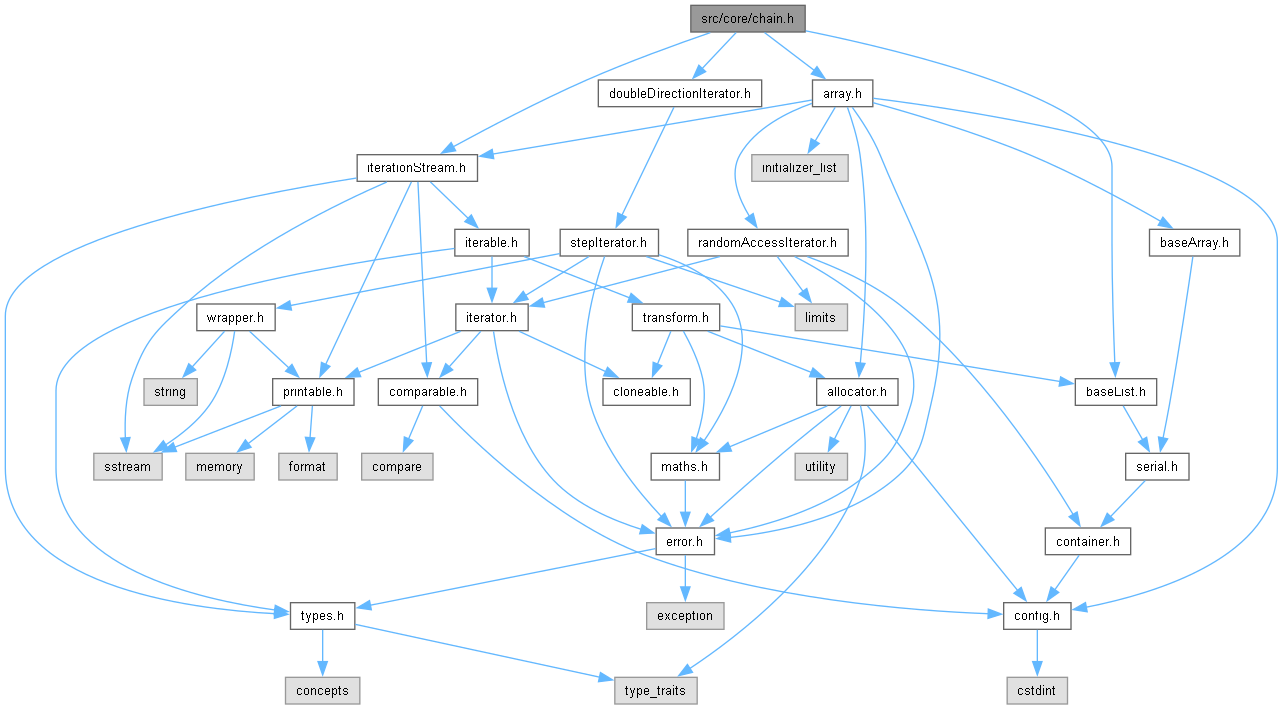 src/core/chain.h
doubleDirectionIterator.h
array.h
iterationStream.h
initializer_list
iterable.h
stepIterator.h
randomAccessIterator.h
baseArray.h
wrapper.h
iterator.h
transform.h
limits
string
printable.h
comparable.h
cloneable.h
allocator.h
baseList.h
sstream
memory
format
compare
maths.h
utility
serial.h
error.h
container.h
types.h
exception
config.h
concepts
type_traits
cstdint